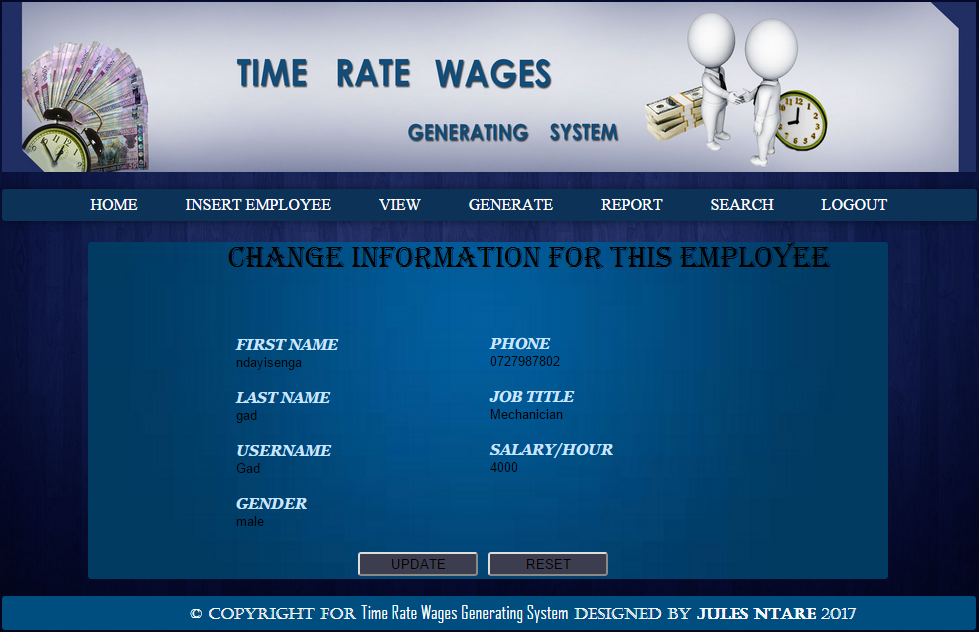 TIME RATE WAGES
GENERATING SYSTEM
HOME INSERT EMPLOYEE VIEW GENERATE REPORT SEARCH LOGOUT
CHANGE INFORMATION FOR THIS EMPLOYEE
FIRST NAME
ndayisenga
LAST NAME
gad
USERNAME
Gad
GENDER
male
PHONE
0727987802
JOB TITLE
Mechanician
SALARY/HOUR
4000
UPDATE RESET
© COPYRIGHT FOR Time Rate Wages Generating System DESIGNED BY JULES NTARE 2017